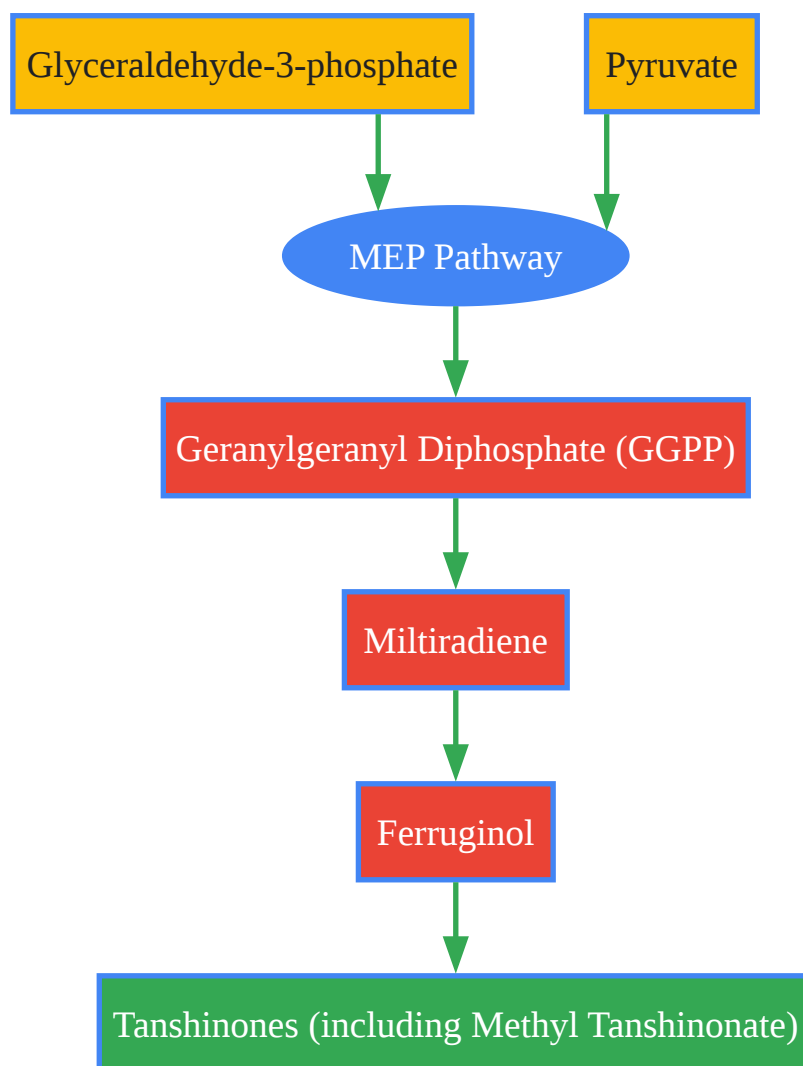 Glyceraldehyde-3-phosphate
Pyruvate
MEP Pathway
Geranylgeranyl Diphosphate (GGPP)
Miltiradiene
Ferruginol
Tanshinones (including Methyl Tanshinonate)